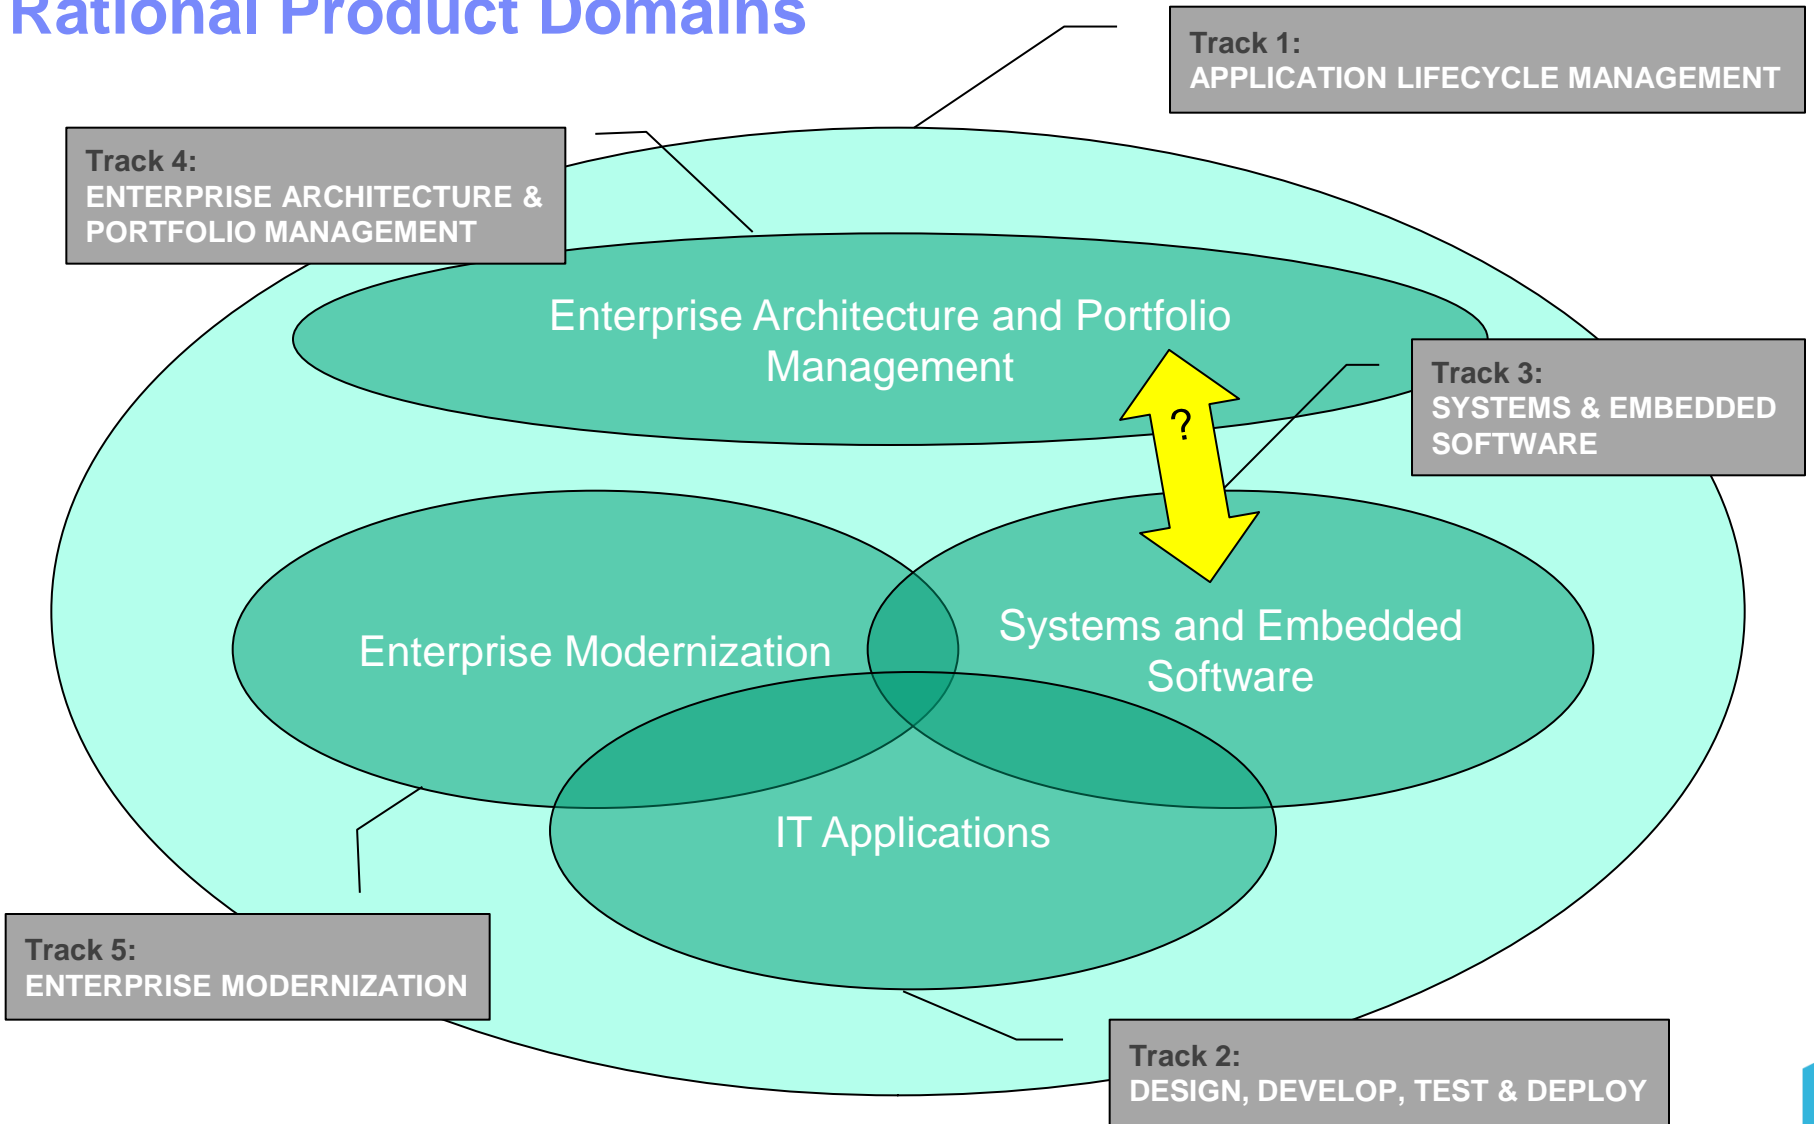 Rational Product Domains
Track 1:
APPLICATION LIFECYCLE MANAGEMENT
Track 4:
ENTERPRISE ARCHITECTURE &
PORTFOLIO MANAGEMENT
Enterprise Architecture and Portfolio
Management
Track 3:
SYSTEMS & EMBEDDED
SOFTWARE
?
Enterprise Modernization
Systems and Embedded
Software
IT Applications
Track 5:
ENTERPRISE MODERNIZATION
Track 2:
DESIGN, DEVELOP, TEST & DEPLOY